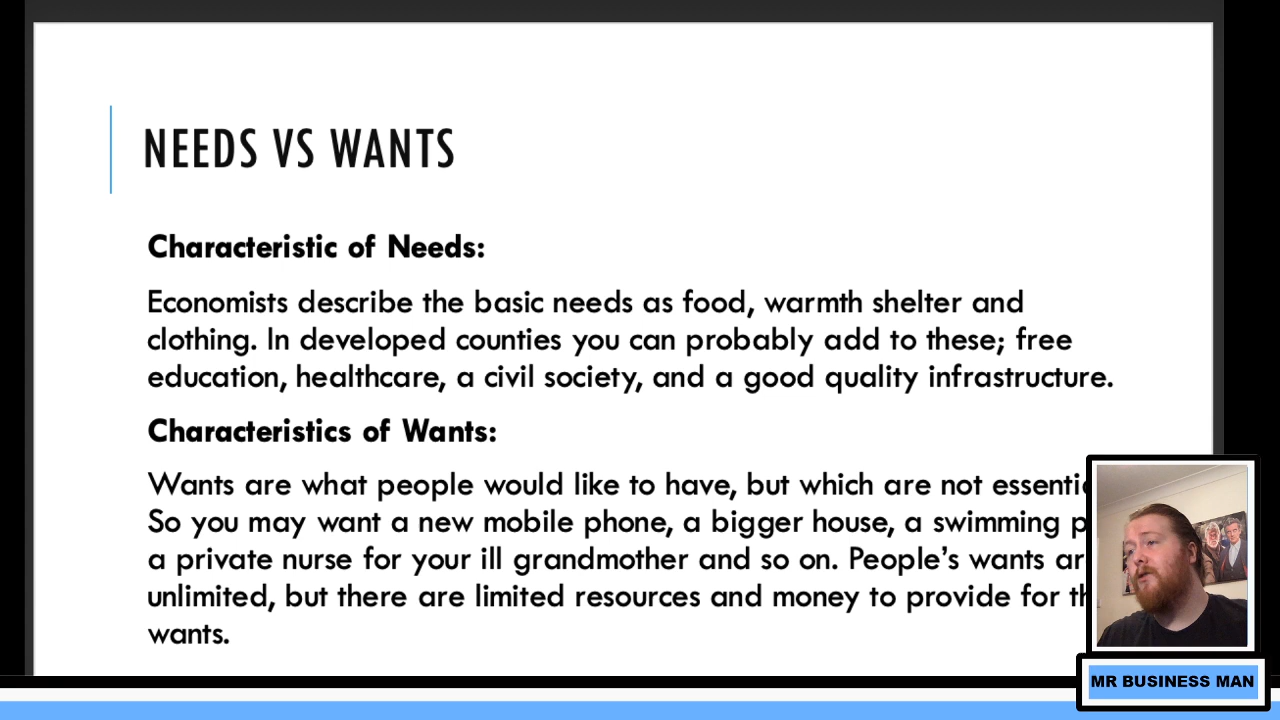 NEEDS VS WANTS
Characteristic of Needs:
Economists describe the basic needs as food, warmth shelter and
clothing. In developed counties you can probably add to these; free
education, healthcare, a civil society, and a good quality infrastructure.
Characteristics of Wants:
Wants are what people would like to have, but which are not
So you may want a new mobile phone, a bigger house, a swimming
a private nurse for your ill grandmother and so on. People’s wants
unlimited, but there are limited resources and money to provide for
wants.
MR BUSINESS MAN